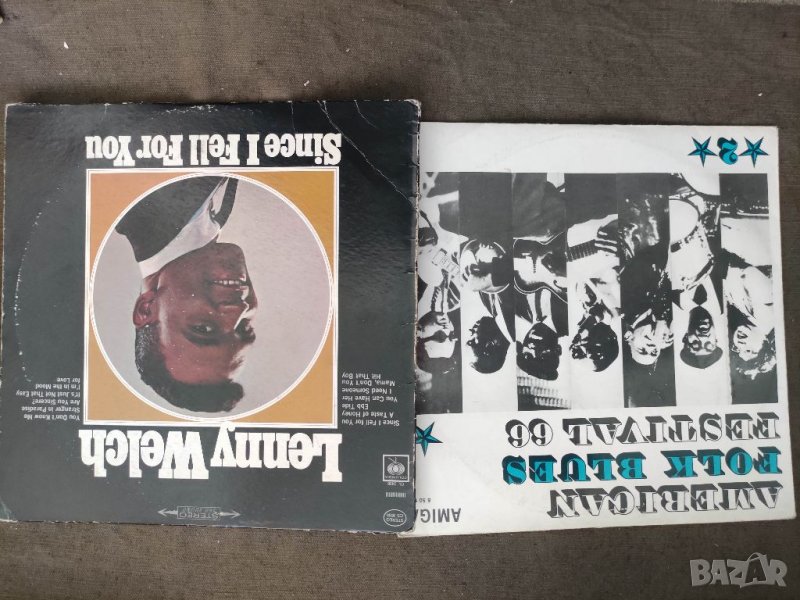 STEREO
COLUMBIA
Lenny Welch
Since I Fell for You
A Taste of Honey
Ebb Tide
You Can Have Her
I Need Someone
Mama, Don't You
Hit That Boy
You Don't Know Me
Stranger in Paradise
Are You Sincere?
It's Just Not That Easy
I'm in the Mood
for Love
Since I Fell For You
AMIGA
AMERICAN
FOLK BLUES
FESTIVAL 66
2
BAZAR